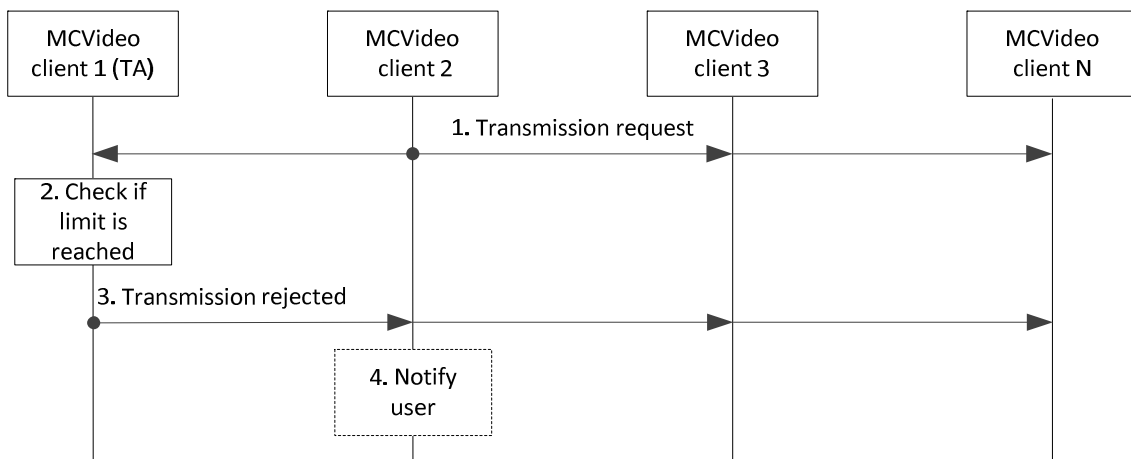 MCVideo
client 1 (TA)
MCVideo
client 2
MCVideo
client 3
MCVideo
client N
1. Transmission request
2. Check if
limit is
reached
3. Transmission rejected
4. Notify
user